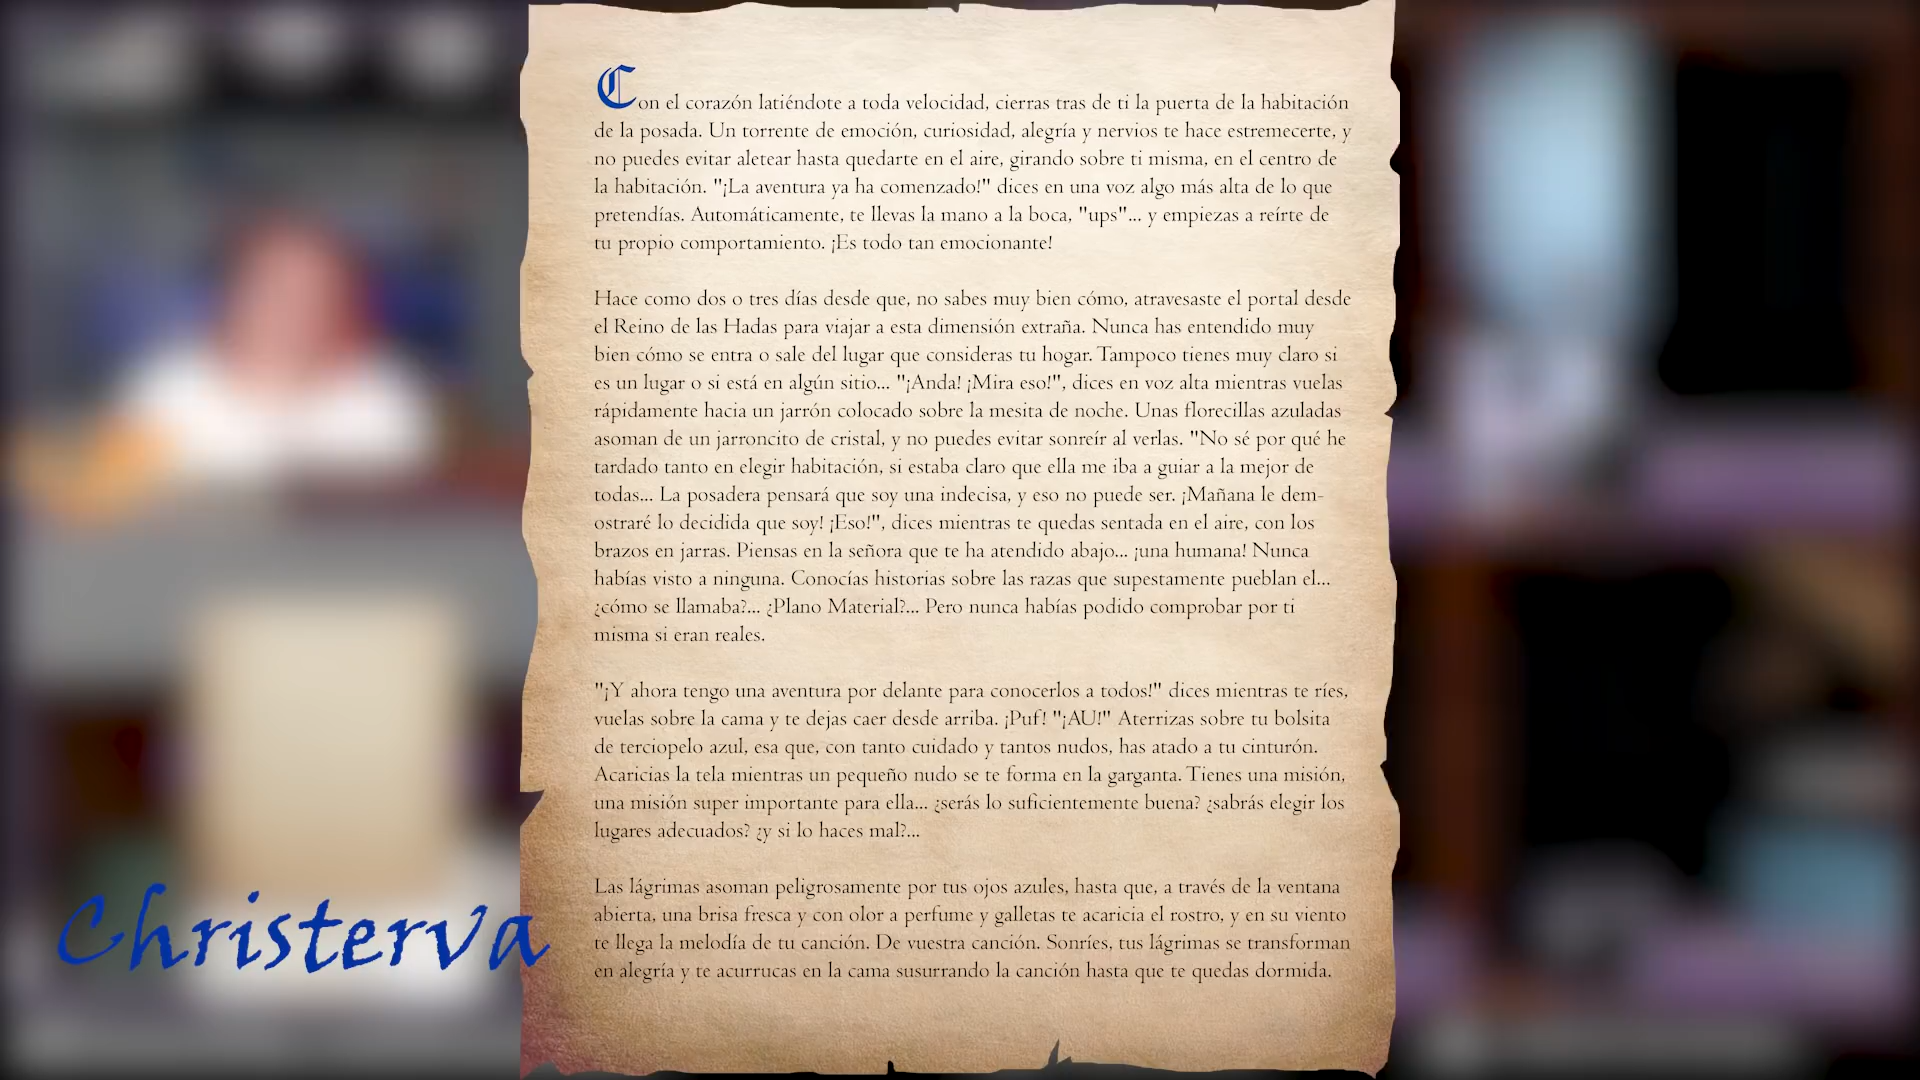 Con el corazón latiéndote a toda velocidad, cierras tras de ti la puerta de la habitación
de la posada. Un torrente de emoción, curiosidad, alegría y nervios te hace estremecerte, y
no puedes evitar aletear hasta quedarte en el aire, girando sobre ti misma, en el centro de
la habitación. "¡La aventura ya ha comenzado!" dices en una voz algo más alta de lo que
pretendías. Automáticamente, te llevas la mano a la boca, "ups"... y empiezas a reírte de
tu propio comportamiento. ¡Es todo tan emocionante!

Hace como dos o tres días desde que, no sabes muy bien cómo, atravesaste el portal desde
el Reino de las Hadas para viajar a esta dimensión extraña. Nunca has entendido muy
bien cómo se entra o sale del lugar que consideras tu hogar. Tampoco tienes muy claro si
es un lugar o si está en algún sitio... "¡Anda! ¡Mira eso!", dices en voz alta mientras vuelas
rápidamente hacia un jarrón colocado sobre la mesita de noche. Unas florecillas azuladas
asoman de un jarroncito de cristal, y no puedes evitar sonreír al verlas. "No sé por qué he
tardado tanto en elegir habitación, si estaba claro que ella me iba a guiar a la mejor de
todas... La posadera pensará que soy una indecisa, y eso no puede ser. ¡Mañana le dem-
ostraré lo decidida que soy! ¡Eso!", dices mientras te quedas sentada en el aire, con los
brazos en jarras. Piensas en la señora que te ha atendido abajo... ¡una humana! Nunca
habías visto a ninguna. Conocías historias sobre las razas que supestamente pueblan el...
¿cómo se llamaba?... ¿Plano Material?... Pero nunca habías podido comprobar por ti
misma si eran reales.

"¡Y ahora tengo una aventura por delante para conocerlos a todos!" dices mientras te ríes,
vuelas sobre la cama y te dejas caer desde arriba. ¡Puf! "¡AU!" Aterrizas sobre tu bolsita
de terciopelo azul, esa que, con tanto cuidado y tantos nudos, has atado a tu cinturón.
Acaricias la tela mientras un pequeño nudo se te forma en la garganta. Tienes una misión,
una misión super importante para ella... ¿serás lo suficientemente buena? ¿sabrás elegir los
lugares adecuados? ¿y si lo haces mal?...

Las lágrimas asoman peligrosamente por tus ojos azules, hasta que, a través de la ventana
abierta, una brisa fresca y con olor a perfume y galletas te acaricia el rostro, y en su viento
te llega la melodía de tu canción. De vuestra canción. Sonríes, tus lágrimas se transforman
en alegría y te acurrucas en la cama susurrando la canción hasta que te quedas dormida.
Christerva